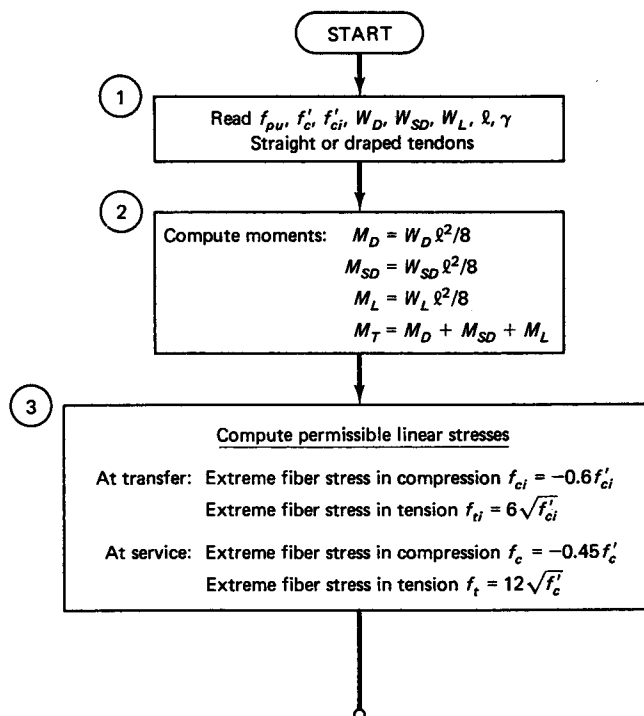 START
1
Read f_pu, f′_c, f′_ci, W_D, W_SD, W_L, ℓ, γ
Straight or draped tendons
2
Compute moments: M_D = W_D ℓ²/8
M_SD = W_SD ℓ²/8
M_L = W_L ℓ²/8
M_T = M_D + M_SD + M_L
3
Compute permissible linear stresses
At transfer: Extreme fiber stress in compression f_ci = −0.6f′_ci
Extreme fiber stress in tension f_ti = 6√f′_ci
At service: Extreme fiber stress in compression f_c = −0.45f′_c
Extreme fiber stress in tension f_t = 12√f′_c